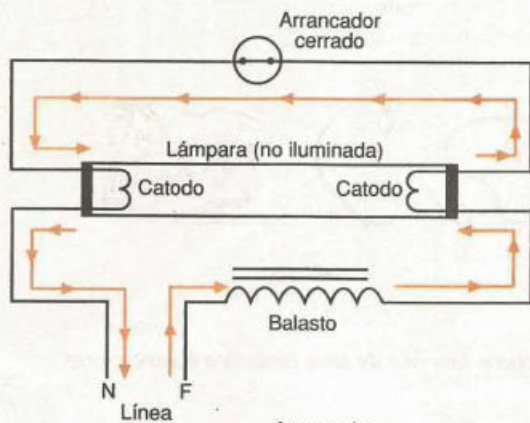 Arrancador
cerrado
Lámpara (no iluminada)
Catodo
Catodo
Balasto
N
F
Línea